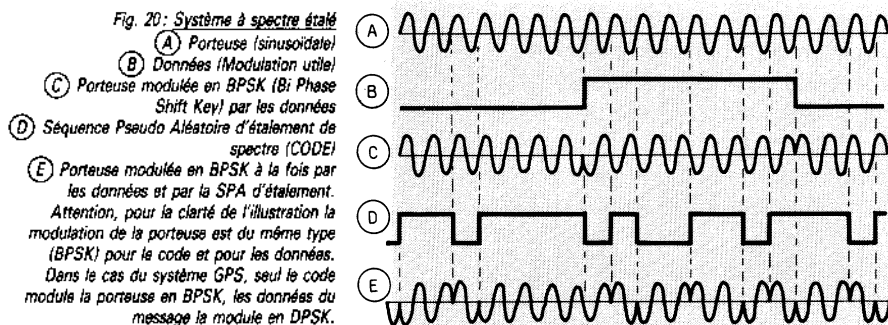 Fig. 20: Système à spectre étalé
A Porteuse (sinusoïdale)
B Données (Modulation utile)
C Porteuse modulée en BPSK (Bi Phase
Shift Key) par les données
D Séquence Pseudo Aléatoire d'étalement de
spectre (CODE)
E Porteuse modulée en BPSK à la fois par
les données et par la SPA d'étalement.
Attention, pour la clarté de l'illustration la
modulation de la porteuse est du même type
(BPSK) pour le code et pour les données.
Dans le cas du système GPS, seul le code
module la porteuse en BPSK, les données du
message la module en DPSK.
A
B
C
D
E